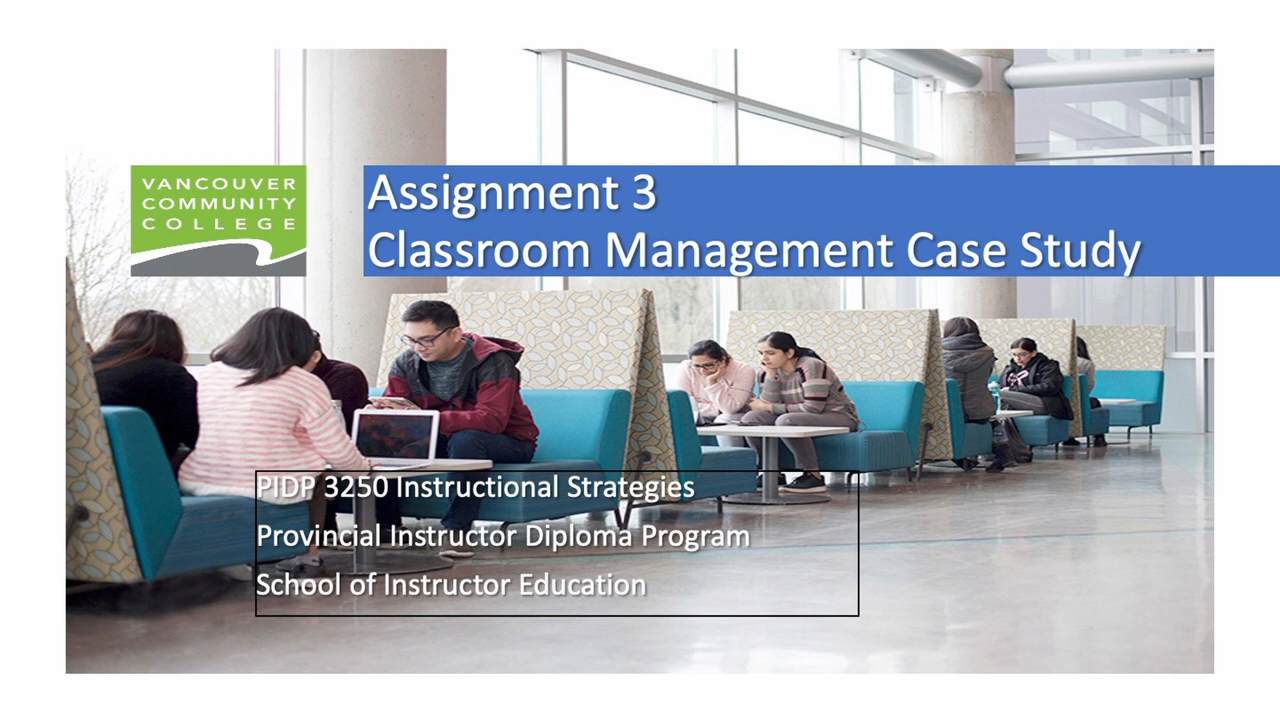 VANCOUVER
COMMUNITY
COLLEGE
Assignment 3
Classroom Management Case Study
PIDP 3250 Instructional Strategies
Provincial Instructor Diploma Program
School of Instructor Education